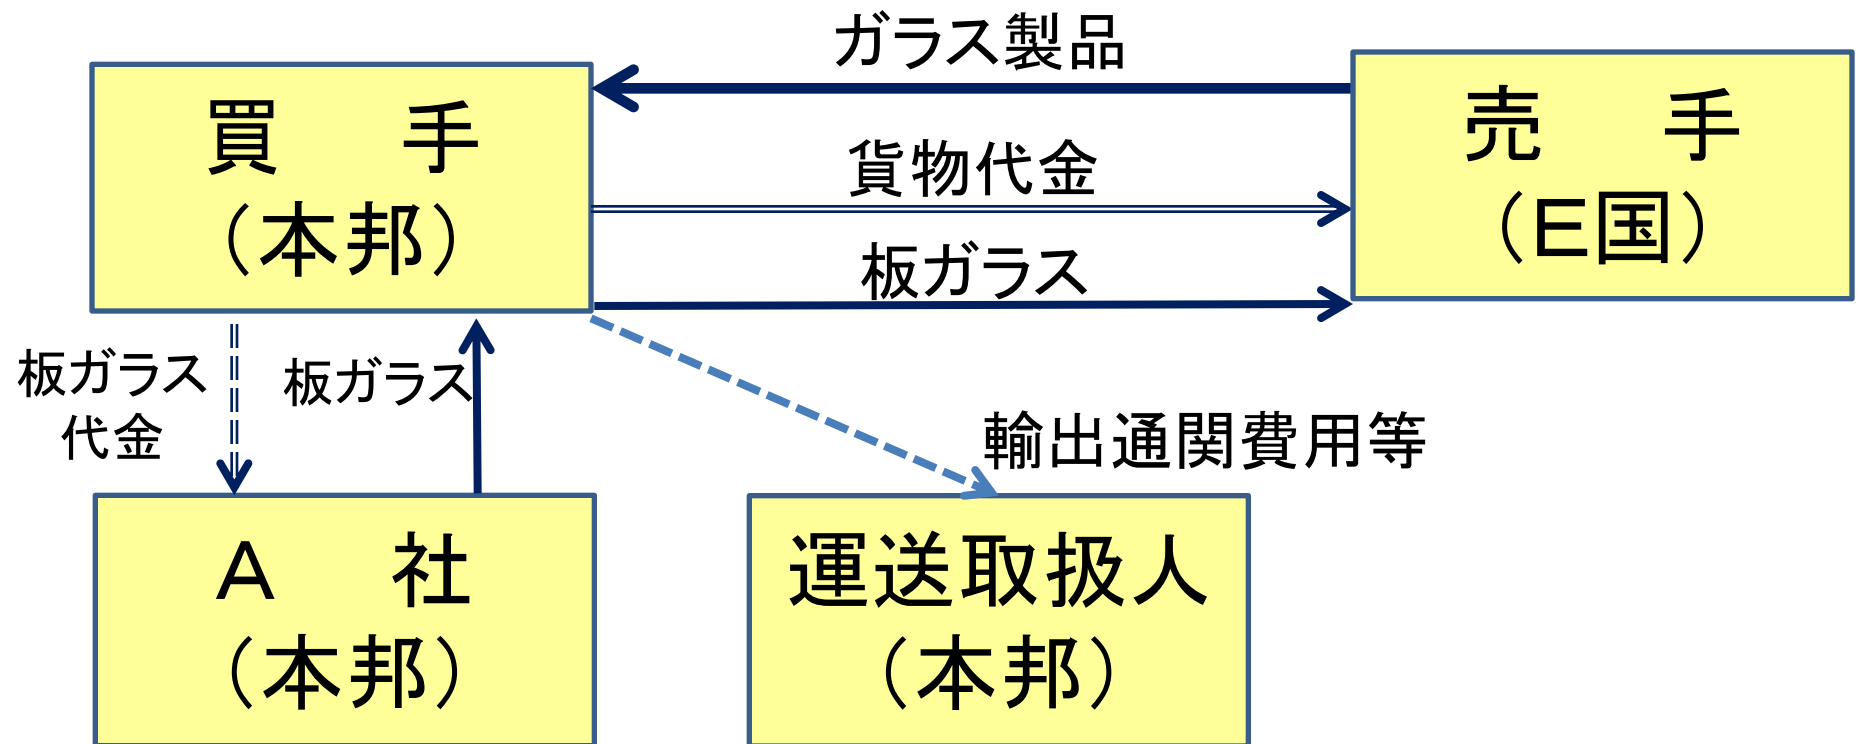 ガラス製品
買　手
（本邦）
売　手
（E国）
貨物代金
板ガラス
板ガラス
代金
板ガラス
輸出通関費用等
A　社
（本邦）
運送取扱人
（本邦）